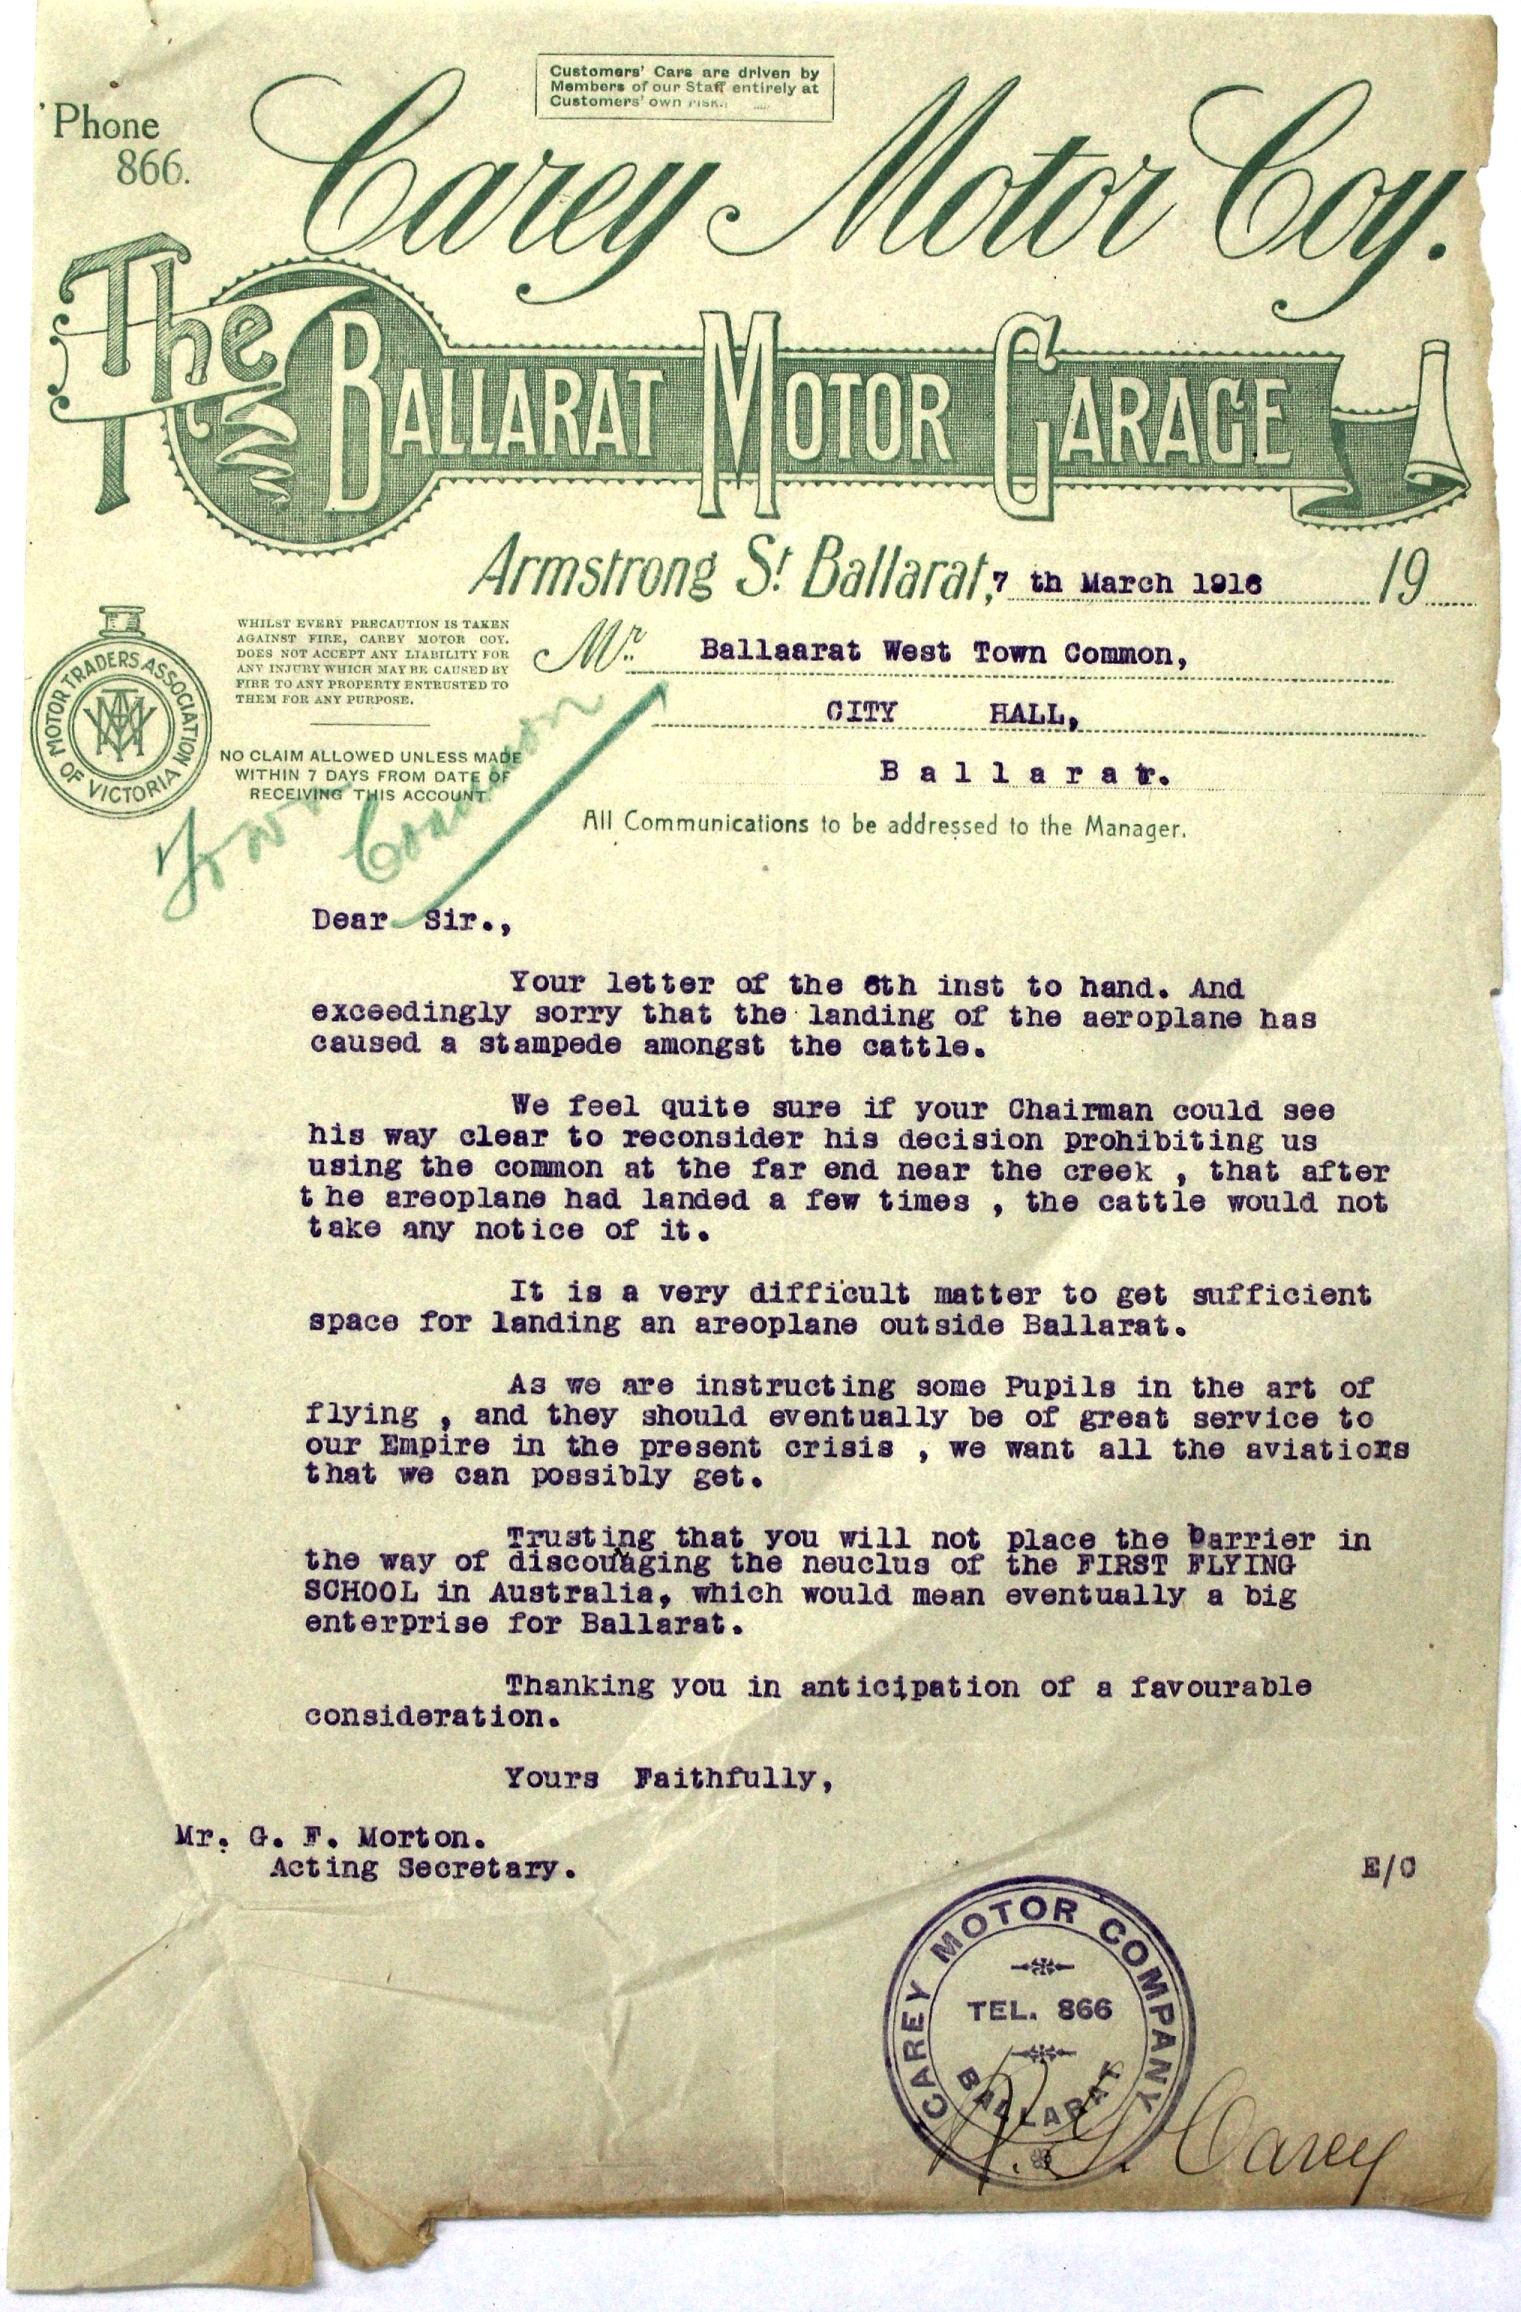 'Phone
866.
Customers' Cars are driven by
Members of our Staff entirely at
Customers' own risk.
Carey Motor Coy.
The
BALLARAT MOTOR GARAGE
Armstrong St. Ballarat, 7 th March 1916 19
MOTOR TRADERS ASSOCIATION
OF VICTORIA
WHILST EVERY PRECAUTION IS TAKEN
AGAINST FIRE, CAREY MOTOR COY.
DOES NOT ACCEPT ANY LIABILITY FOR
ANY INJURY WHICH MAY BE CAUSED BY
FIRE TO ANY PROPERTY ENTRUSTED TO
THEM FOR ANY PURPOSE.
NO CLAIM ALLOWED UNLESS MADE
WITHIN 7 DAYS FROM DATE OF
RECEIVING THIS ACCOUNT.
Town Common
Mr. Ballaarat West Town Common,
CITY HALL,
Ballarat.
All Communications to be addressed to the Manager.
Dear Sir.,
Your letter of the 6th inst to hand. And
exceedingly sorry that the landing of the aeroplane has
caused a stampede amongst the cattle.
We feel quite sure if your Chairman could see
his way clear to reconsider his decision prohibiting us
using the common at the far end near the creek , that after
the areoplane had landed a few times , the cattle would not
take any notice of it.
It is a very difficult matter to get sufficient
space for landing an areoplane outside Ballarat.
As we are instructing some Pupils in the art of
flying , and they should eventually be of great service to
our Empire in the present crisis , we want all the aviatiors
that we can possibly get.
Trusting that you will not place the barrier in
the way of discouaging the neuclus of the FIRST FLYING
SCHOOL in Australia, which would mean eventually a big
enterprise for Ballarat.
Thanking you in anticipation of a favourable
consideration.
Yours Faithfully,
Mr. G. F. Morton.
Acting Secretary.
E/C
CAREY MOTOR COMPANY
TEL. 866
BALLARAT
R. G. Carey